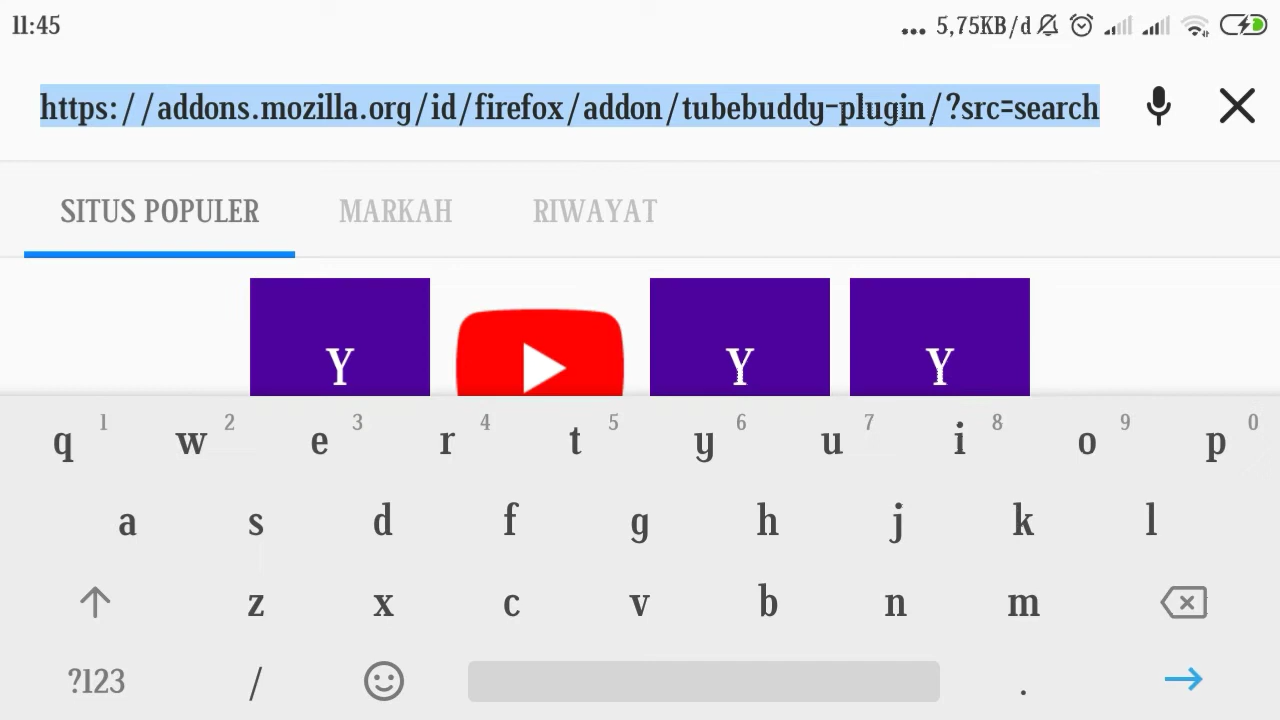 11:45
... 5,75KB/d
https://addons.mozilla.org/id/firefox/addon/tubebuddy-plugin/?src=search
SITUS POPULER MARKAH RIWAYAT
Y Y Y
q 1 w 2 e 3 r 4 t 5 y 6 u 7 i 8 o 9 p 0
a s d f g h j k l
z x c v b n m
?123 / .